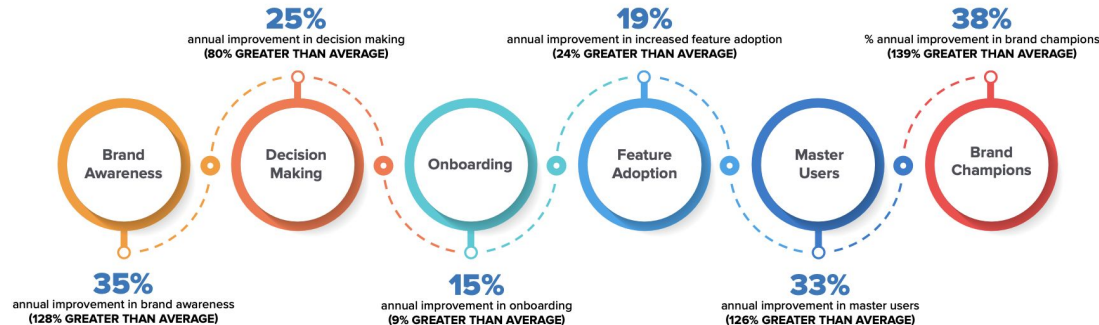 25%
annual improvement in decision making
(80% GREATER THAN AVERAGE)
19%
annual improvement in increased feature adoption
(24% GREATER THAN AVERAGE)
38%
% annual improvement in brand champions
(139% GREATER THAN AVERAGE)
Brand
Awareness
Decision
Making
Onboarding
Feature
Adoption
Master
Users
Brand
Champions
35%
annual improvement in brand awareness
(128% GREATER THAN AVERAGE)
15%
annual improvement in onboarding
(9% GREATER THAN AVERAGE)
33%
annual improvement in master users
(126% GREATER THAN AVERAGE)